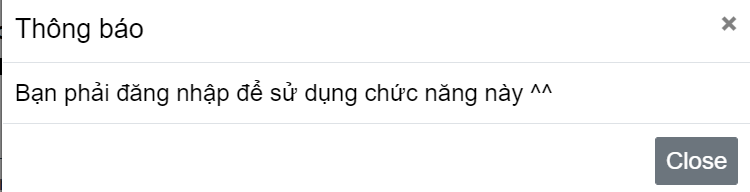 Thông báo
×
Bạn phải đăng nhập để sử dụng chức năng này ^^
Close